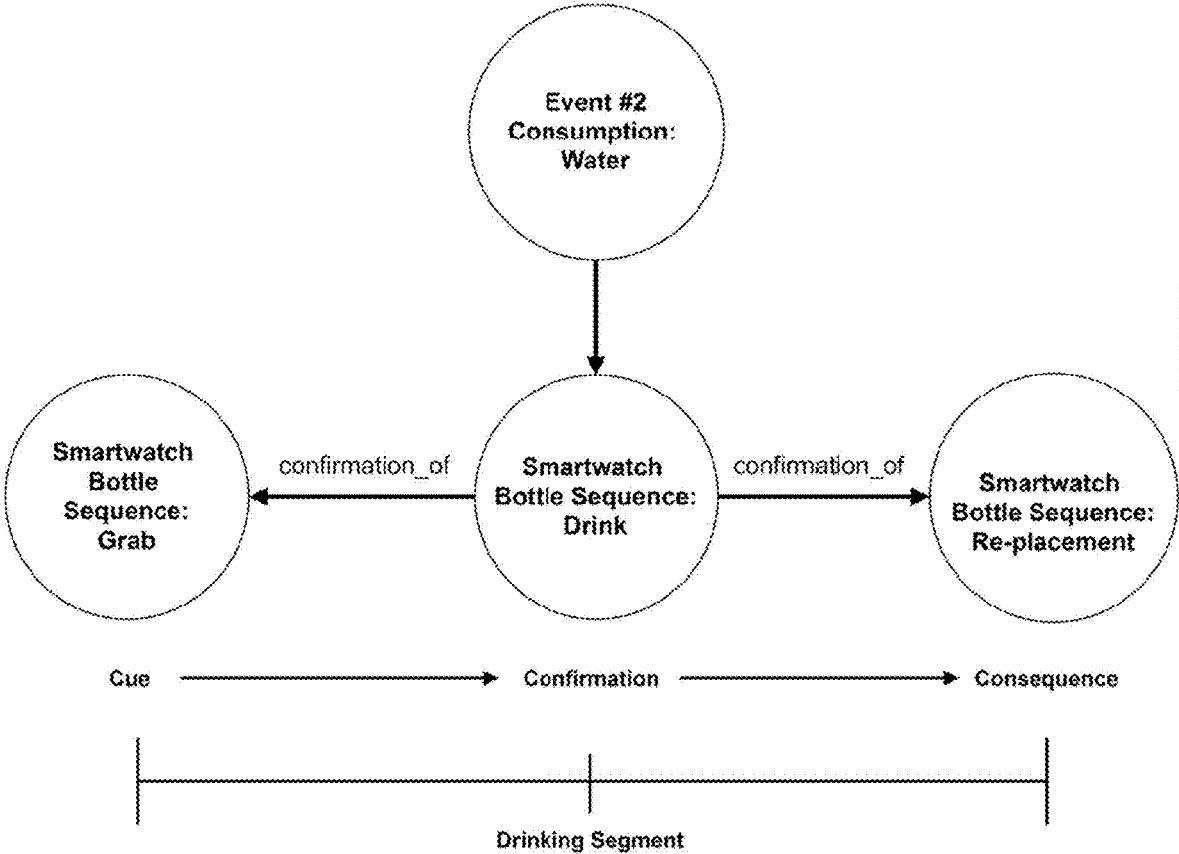 Event #2
Consumption:
Water
Smartwatch
Bottle
Sequence:
Grab
confirmation_of
Smartwatch
Bottle Sequence:
Drink
confirmation_of
Smartwatch
Bottle Sequence:
Re-placement
Cue
Confirmation
Consequence
Drinking Segment